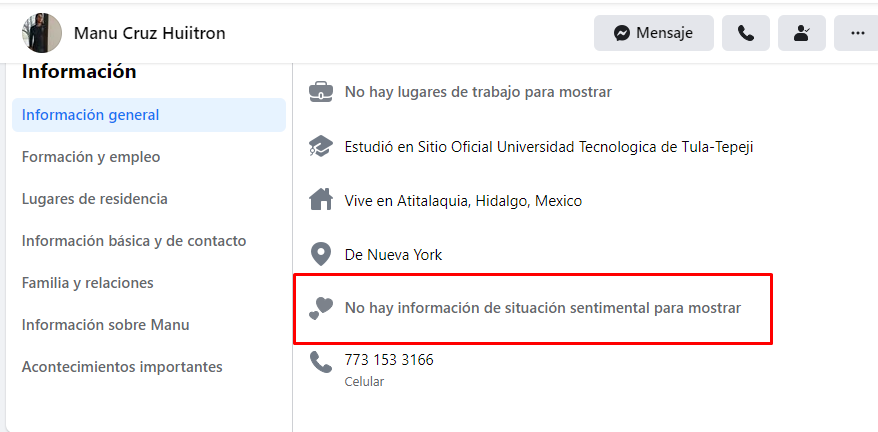 Manu Cruz Huiitron
Mensaje
Información
Información general
Formación y empleo
Lugares de residencia
Información básica y de contacto
Familia y relaciones
Información sobre Manu
Acontecimientos importantes
No hay lugares de trabajo para mostrar
Estudió en Sitio Oficial Universidad Tecnologica de Tula-Tepeji
Vive en Atitalaquia, Hidalgo, Mexico
De Nueva York
No hay información de situación sentimental para mostrar
773 153 3166
Celular